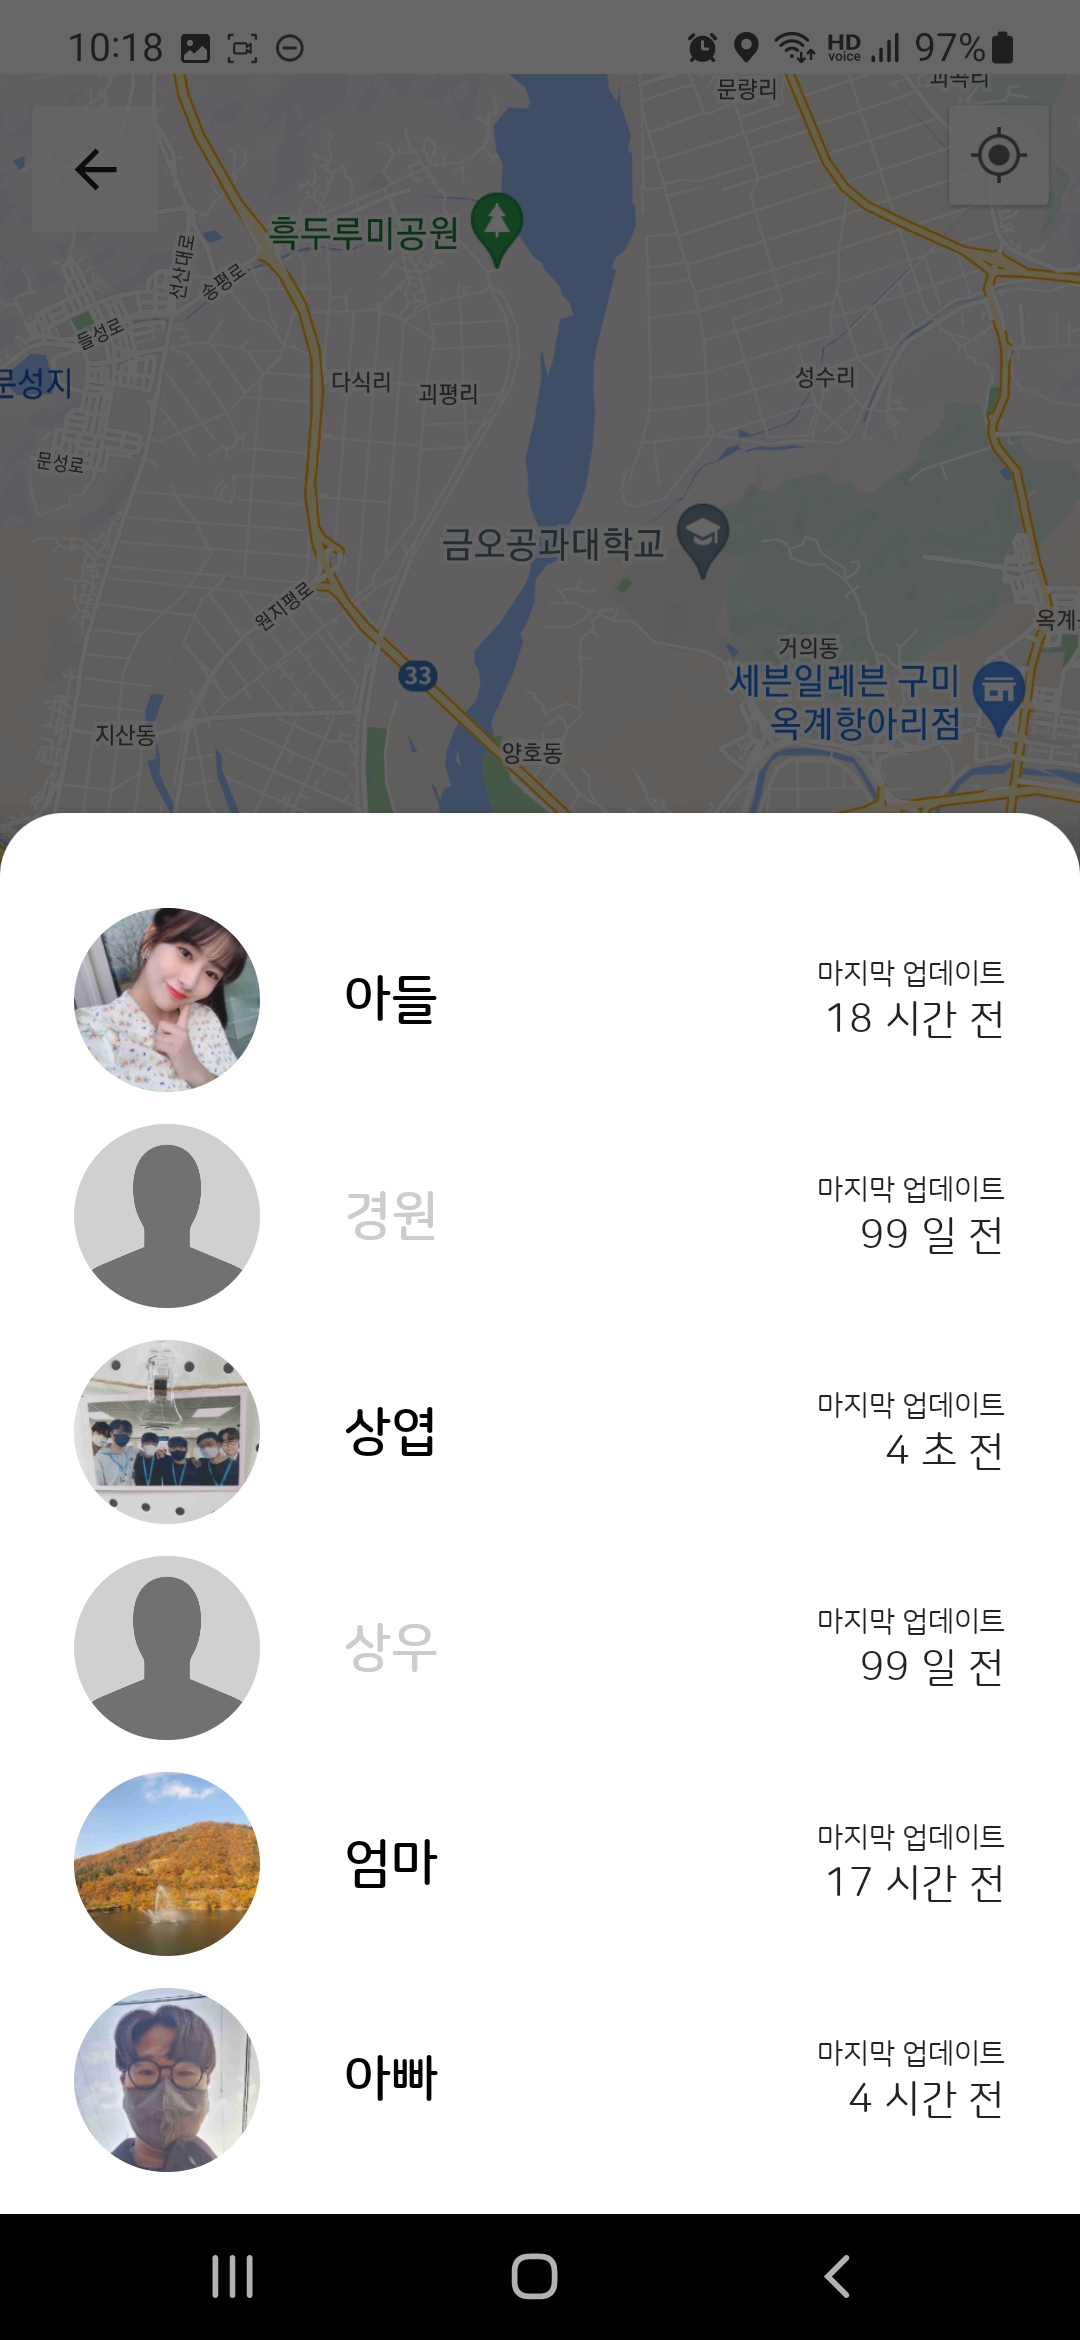 10:18
HD voice
97%
문량리
괴곡리
흑두루미공원
선산대로
송평로
들성로
문성지
다식리
괴평리
성수리
문성로
금오공과대학교
원지평로
옥계
거의동
33
세븐일레븐 구미
옥계항아리점
지산동
양호동
아들
마지막 업데이트
18 시간 전
경원
마지막 업데이트
99 일 전
상엽
마지막 업데이트
4 초 전
상우
마지막 업데이트
99 일 전
엄마
마지막 업데이트
17 시간 전
아빠
마지막 업데이트
4 시간 전